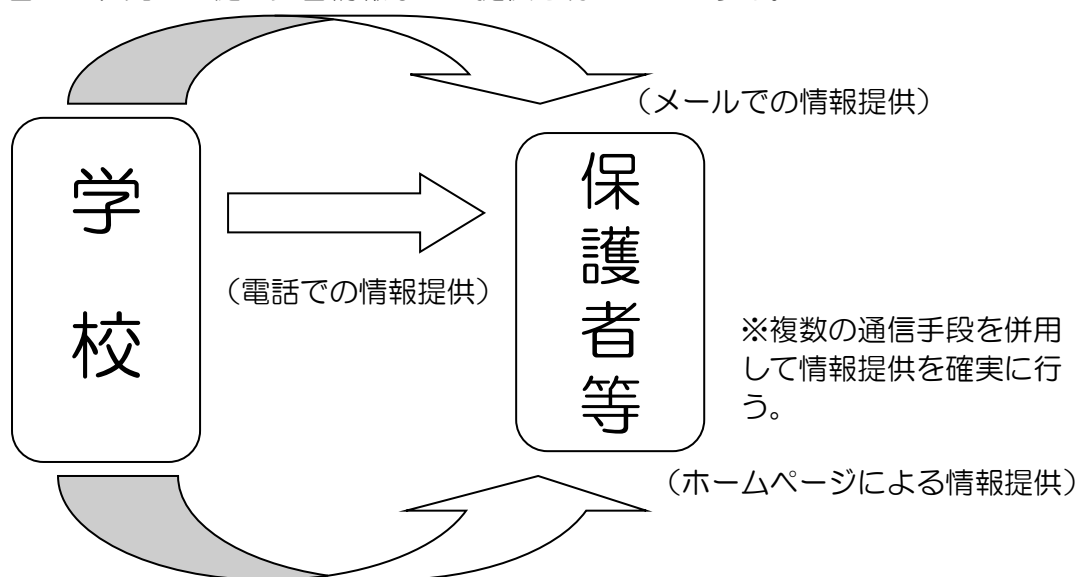 （メールでの情報提供）
学校
保護者等
（電話での情報提供）
※複数の通信手段を併用
して情報提供を確実に行
う。
（ホームページによる情報提供）